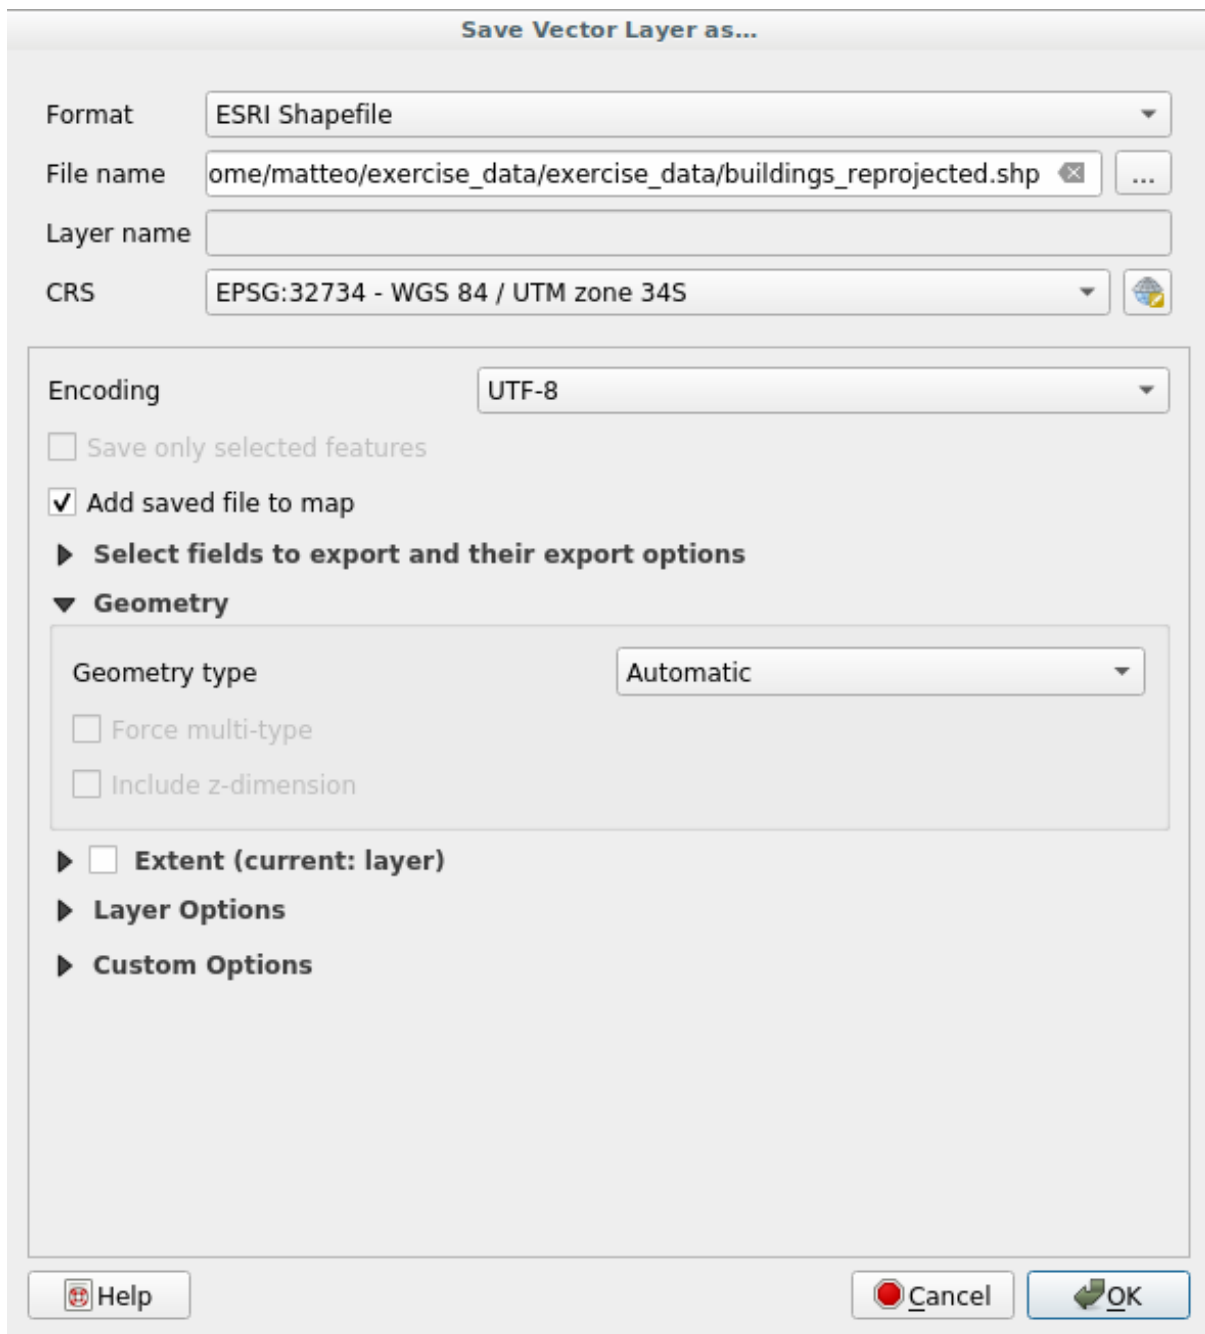 Save Vector Layer as...
Format ESRI Shapefile
File name ome/matteo/exercise_data/exercise_data/buildings_reprojected.shp ...
Layer name
CRS EPSG:32734 - WGS 84 / UTM zone 34S
Encoding UTF-8
Save only selected features
Add saved file to map
Select fields to export and their export options
Geometry
Geometry type Automatic
Force multi-type
Include z-dimension
Extent (current: layer)
Layer Options
Custom Options
Help Cancel OK